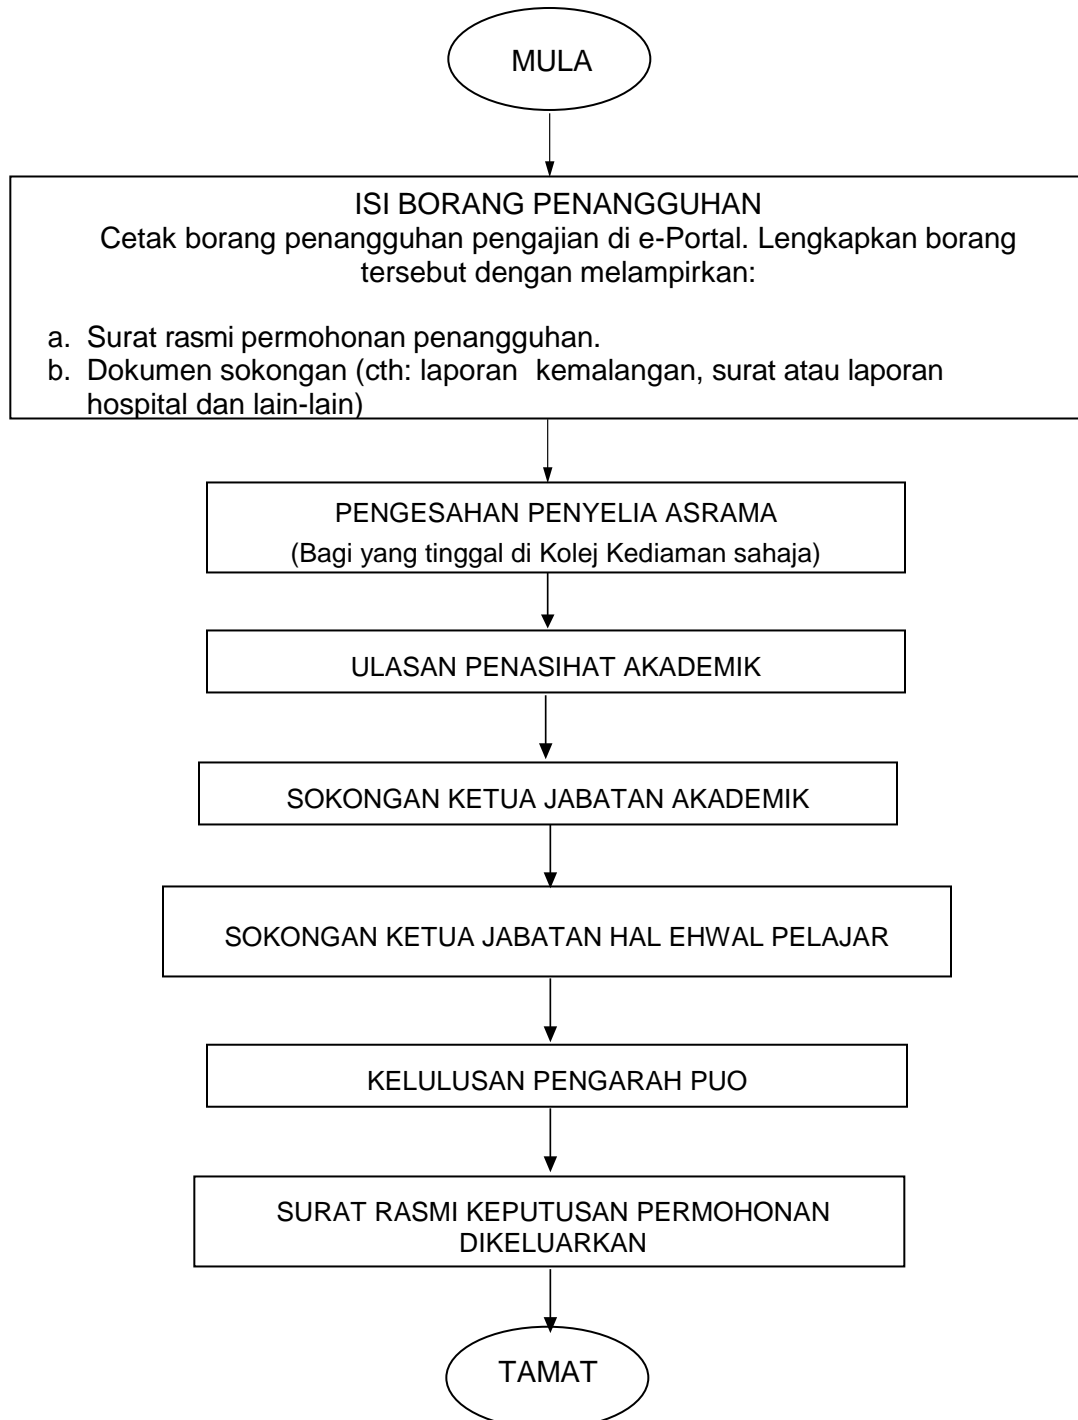 MULA
ISI BORANG PENANGGUHAN
Cetak borang penangguhan pengajian di e-Portal. Lengkapkan borang
tersebut dengan melampirkan:
a. Surat rasmi permohonan penangguhan.
b. Dokumen sokongan (cth: laporan kemalangan, surat atau laporan
hospital dan lain-lain)
PENGESAHAN PENYELIA ASRAMA
(Bagi yang tinggal di Kolej Kediaman sahaja)
ULASAN PENASIHAT AKADEMIK
SOKONGAN KETUA JABATAN AKADEMIK
SOKONGAN KETUA JABATAN HAL EHWAL PELAJAR
KELULUSAN PENGARAH PUO
SURAT RASMI KEPUTUSAN PERMOHONAN
DIKELUARKAN
TAMAT